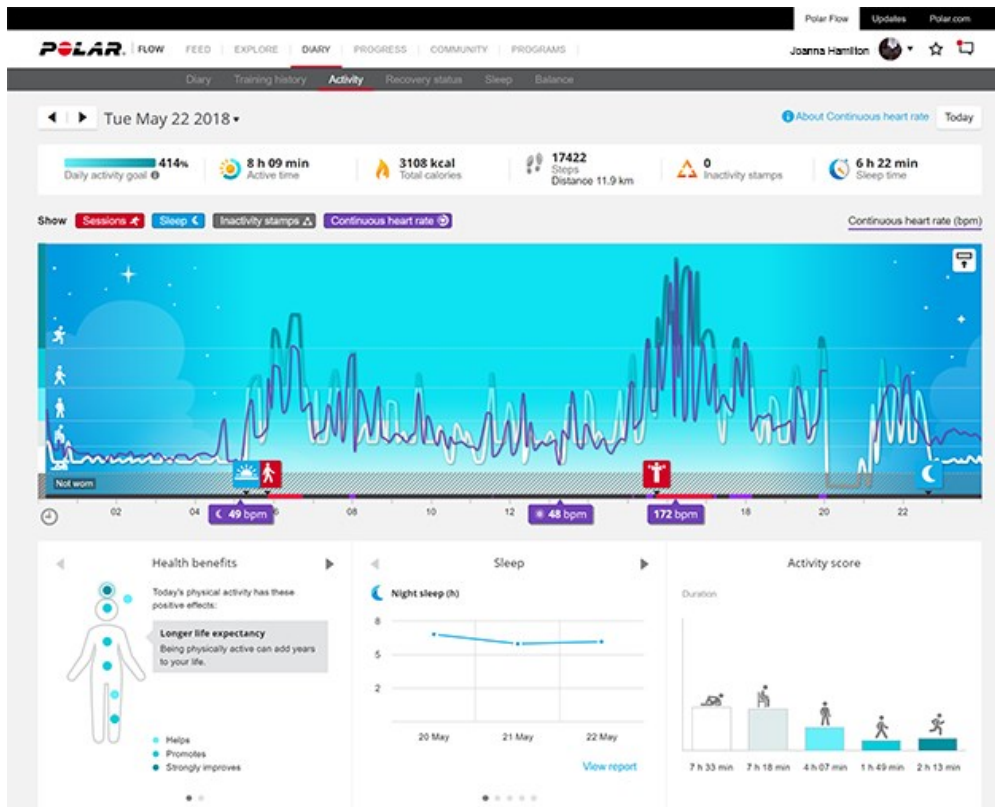 Polar Flow Updates Polar.com
POLAR. FLOW FEED EXPLORE DIARY PROGRESS COMMUNITY PROGRAMS Joanna Hamilton
Diary Training history Activity Recovery status Sleep Balance
Tue May 22 2018 About Continuous heart rate Today
414%
Daily activity goal
8 h 09 min
Active time
3108 kcal
Total calories
17422
Steps
Distance 11.9 km
0
Inactivity stamps
6 h 22 min
Sleep time
Show Sessions Sleep Inactivity stamps Continuous heart rate Continuous heart rate (bpm)
Not worn
02 04 6 08 10 12 18 20 22
49 bpm 48 bpm 172 bpm
Health benefits
Today's physical activity has these
positive effects:
Longer life expectancy
Being physically active can add years
to your life.
Helps
Promotes
Strongly improves
Sleep
Night sleep (h)
8
5
2
20 May 21 May 22 May
View report
Activity score
Duration
7 h 33 min 7 h 18 min 4 h 07 min 1 h 49 min 2 h 13 min